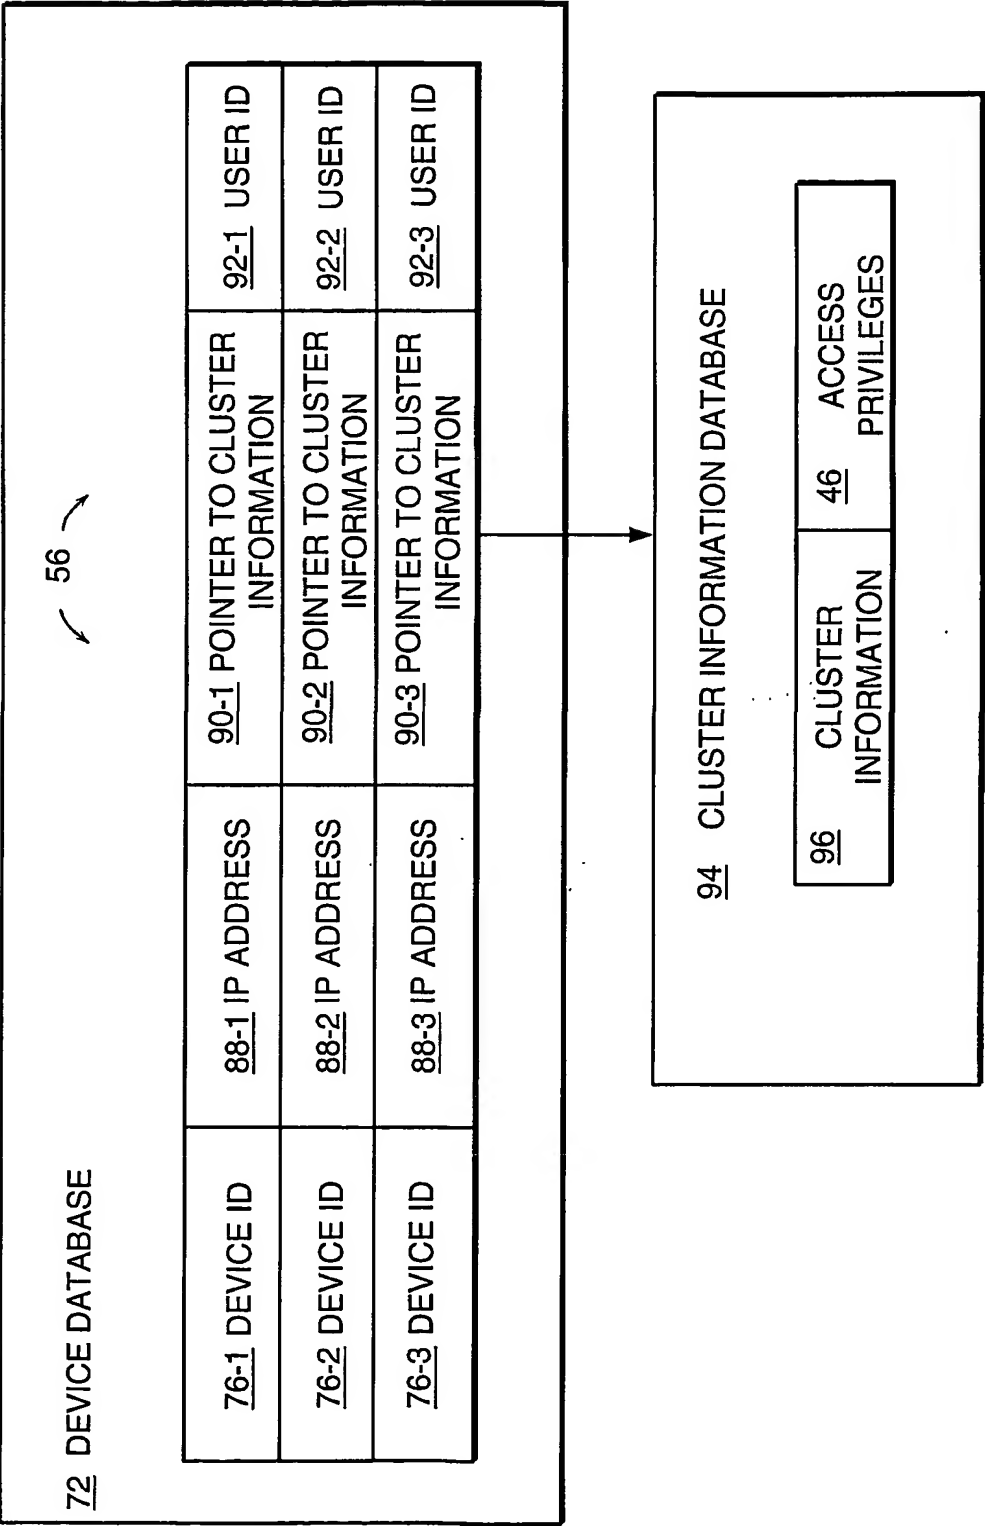 56
72 DEVICE DATABASE
76-1 DEVICE ID
88-1 IP ADDRESS
90-1 POINTER TO CLUSTER
INFORMATION
92-1 USER ID
76-2 DEVICE ID
88-2 IP ADDRESS
90-2 POINTER TO CLUSTER
INFORMATION
92-2 USER ID
76-3 DEVICE ID
88-3 IP ADDRESS
90-3 POINTER TO CLUSTER
INFORMATION
92-3 USER ID
94 CLUSTER INFORMATION DATABASE
96 CLUSTER
INFORMATION
46 ACCESS
PRIVILEGES